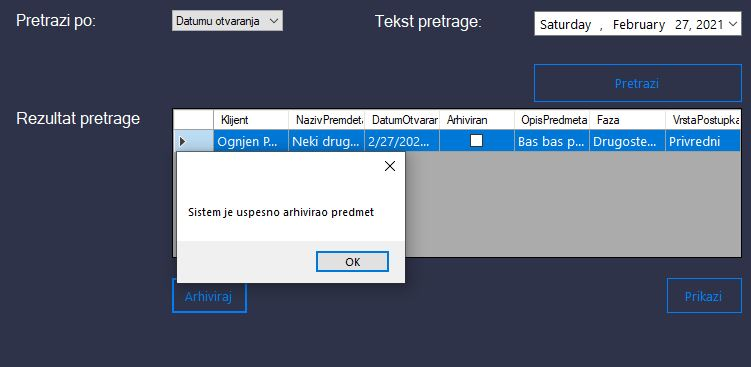 Pretrazi po:
Datumu otvaranja
Tekst pretrage:
Saturday , February 27, 2021
Pretrazi
Rezultat pretrage
Klijent NazivPremdeta DatumOtvarar Arhiviran OpisPredmeta Faza VrstaPostupka
Ognjen P... Neki drug... 2/27/202... Bas bas p... Drugoste... Privredni
Sistem je uspesno arhivirao predmet
OK
Arhiviraj
Prikazi